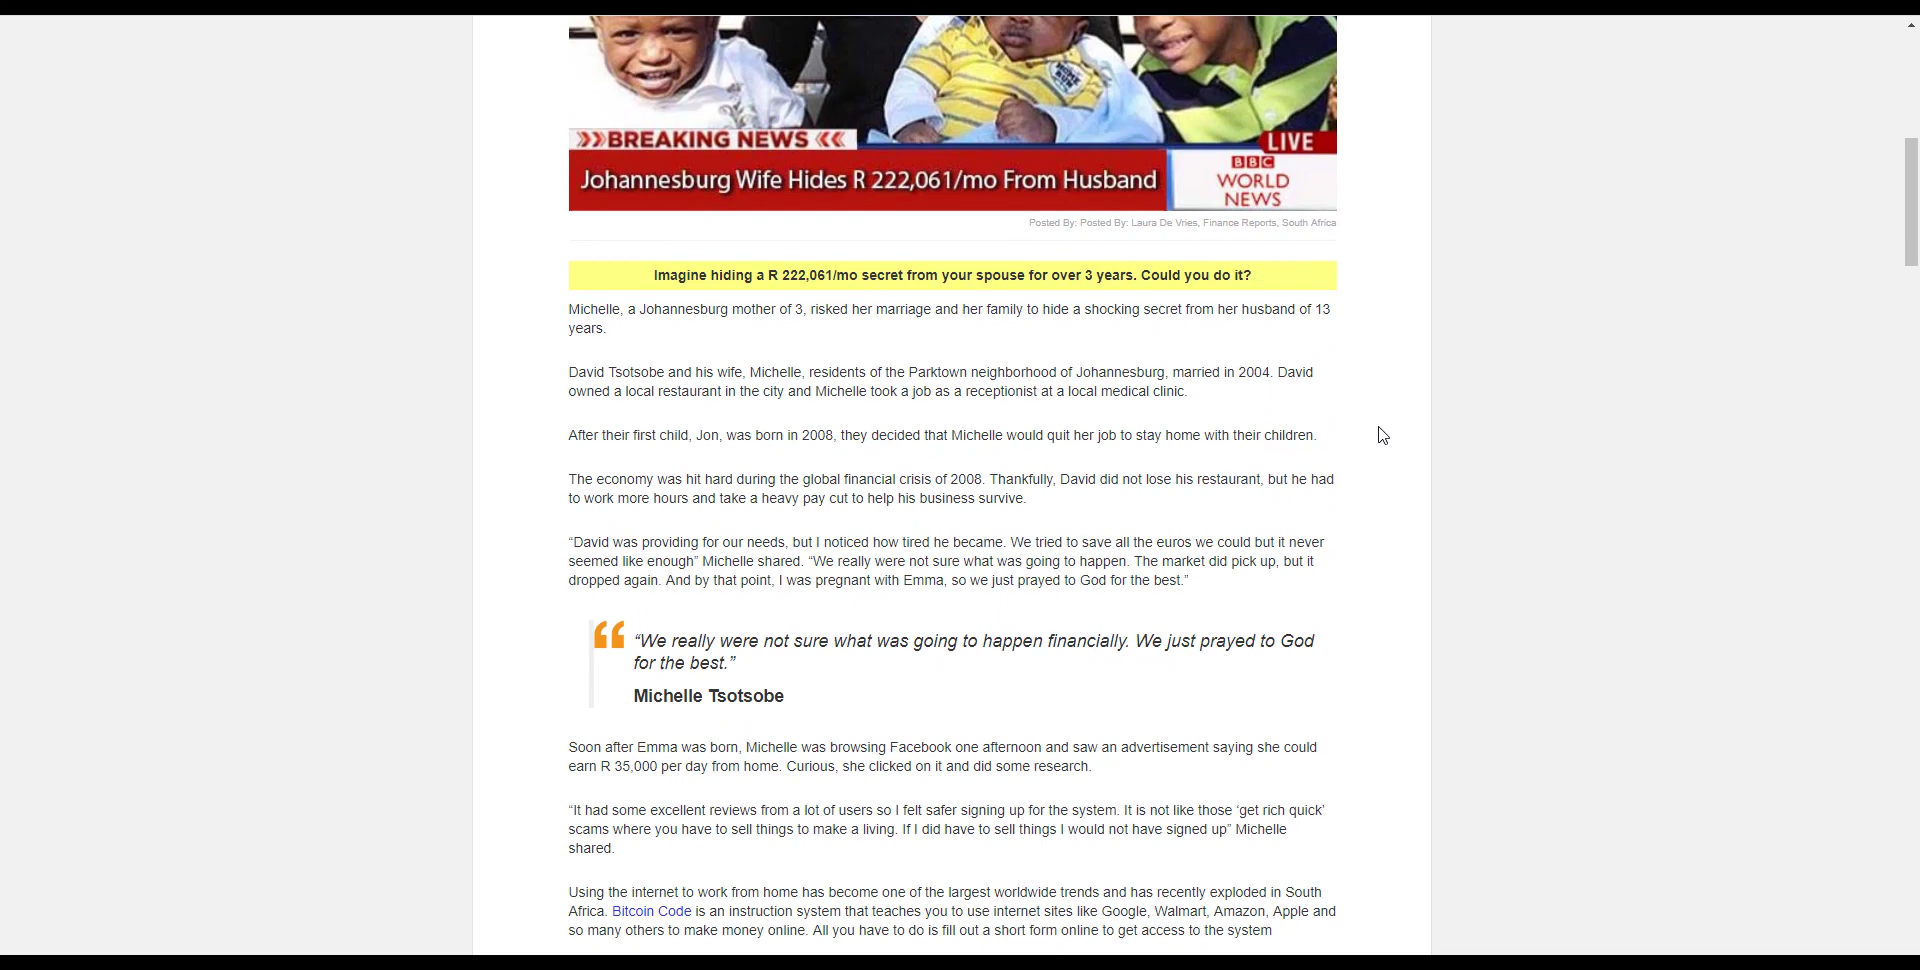 BREAKING NEWS
LIVE
Johannesburg Wife Hides R 222,061/mo From Husband
BBC
WORLD
NEWS
Posted By: Posted By: Laura De Vries, Finance Reports, South Africa
Imagine hiding a R 222,061/mo secret from your spouse for over 3 years. Could you do it?
Michelle, a Johannesburg mother of 3, risked her marriage and her family to hide a shocking secret from her husband of 13
years.
David Tsotsobe and his wife, Michelle, residents of the Parktown neighborhood of Johannesburg, married in 2004. David
owned a local restaurant in the city and Michelle took a job as a receptionist at a local medical clinic.
After their first child, Jon, was born in 2008, they decided that Michelle would quit her job to stay home with their children.
The economy was hit hard during the global financial crisis of 2008. Thankfully, David did not lose his restaurant, but he had
to work more hours and take a heavy pay cut to help his business survive.
“David was providing for our needs, but I noticed how tired he became. We tried to save all the euros we could but it never
seemed like enough” Michelle shared. “We really were not sure what was going to happen. The market did pick up, but it
dropped again. And by that point, I was pregnant with Emma, so we just prayed to God for the best.”
“We really were not sure what was going to happen financially. We just prayed to God
for the best.”
Michelle Tsotsobe
Soon after Emma was born, Michelle was browsing Facebook one afternoon and saw an advertisement saying she could
earn R 35,000 per day from home. Curious, she clicked on it and did some research.
“It had some excellent reviews from a lot of users so I felt safer signing up for the system. It is not like those ‘get rich quick’
scams where you have to sell things to make a living. If I did have to sell things I would not have signed up” Michelle
shared.
Using the internet to work from home has become one of the largest worldwide trends and has recently exploded in South
Africa. Bitcoin Code is an instruction system that teaches you to use internet sites like Google, Walmart, Amazon, Apple and
so many others to make money online. All you have to do is fill out a short form online to get access to the system